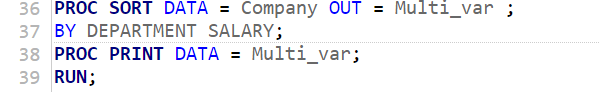 36 PROC SORT DATA = Company OUT = Multi_var ;
37 BY DEPARTMENT SALARY;
38 PROC PRINT DATA = Multi_var;
39 RUN;